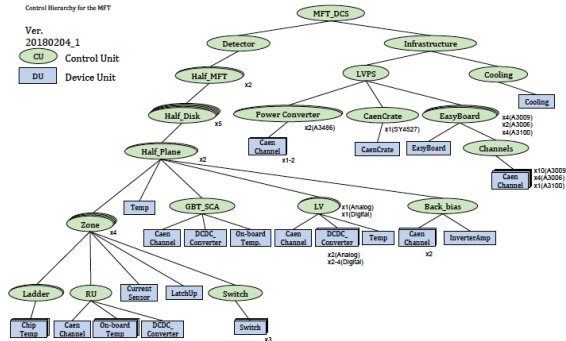 Control Hierarchy for the MFT
Ver.
20180204_1
CU Control Unit
DU Device Unit
MFT_DCS
Detector
Infrastructure
Half_MFT
x2
LVPS
Cooling
Cooling
Half_Disk
x5
Power Converter
x2(A3486)
CaenCrate
x1(SY4527)
EasyBoard
x4(A3009)
x2(A3006)
x4(A3100)
Caen
Channel
x1-2
CaenCrate
EasyBoard
Channels
x10(A3009
x4(A3006)
x1(A3100)
Caen
Channel
Half_Plane
x2
Temp
GBT_SCA
LV
x1(Analog)
x1(Digital)
Back_bias
Zone
x4
Caen
Channel
DCDC_
Converter
On-board
Temp.
Caen
Channel
DCDC_
Converter
x2(Analog)
x2-4(Digital)
Temp
Caen
Channel
x2
InverterAmp
Ladder
RU
Current
Sensor
LatchUp
Switch
Chip
Temp
Caen
Channel
On-board
Temp
DCDC_
Converter
Switch
x3